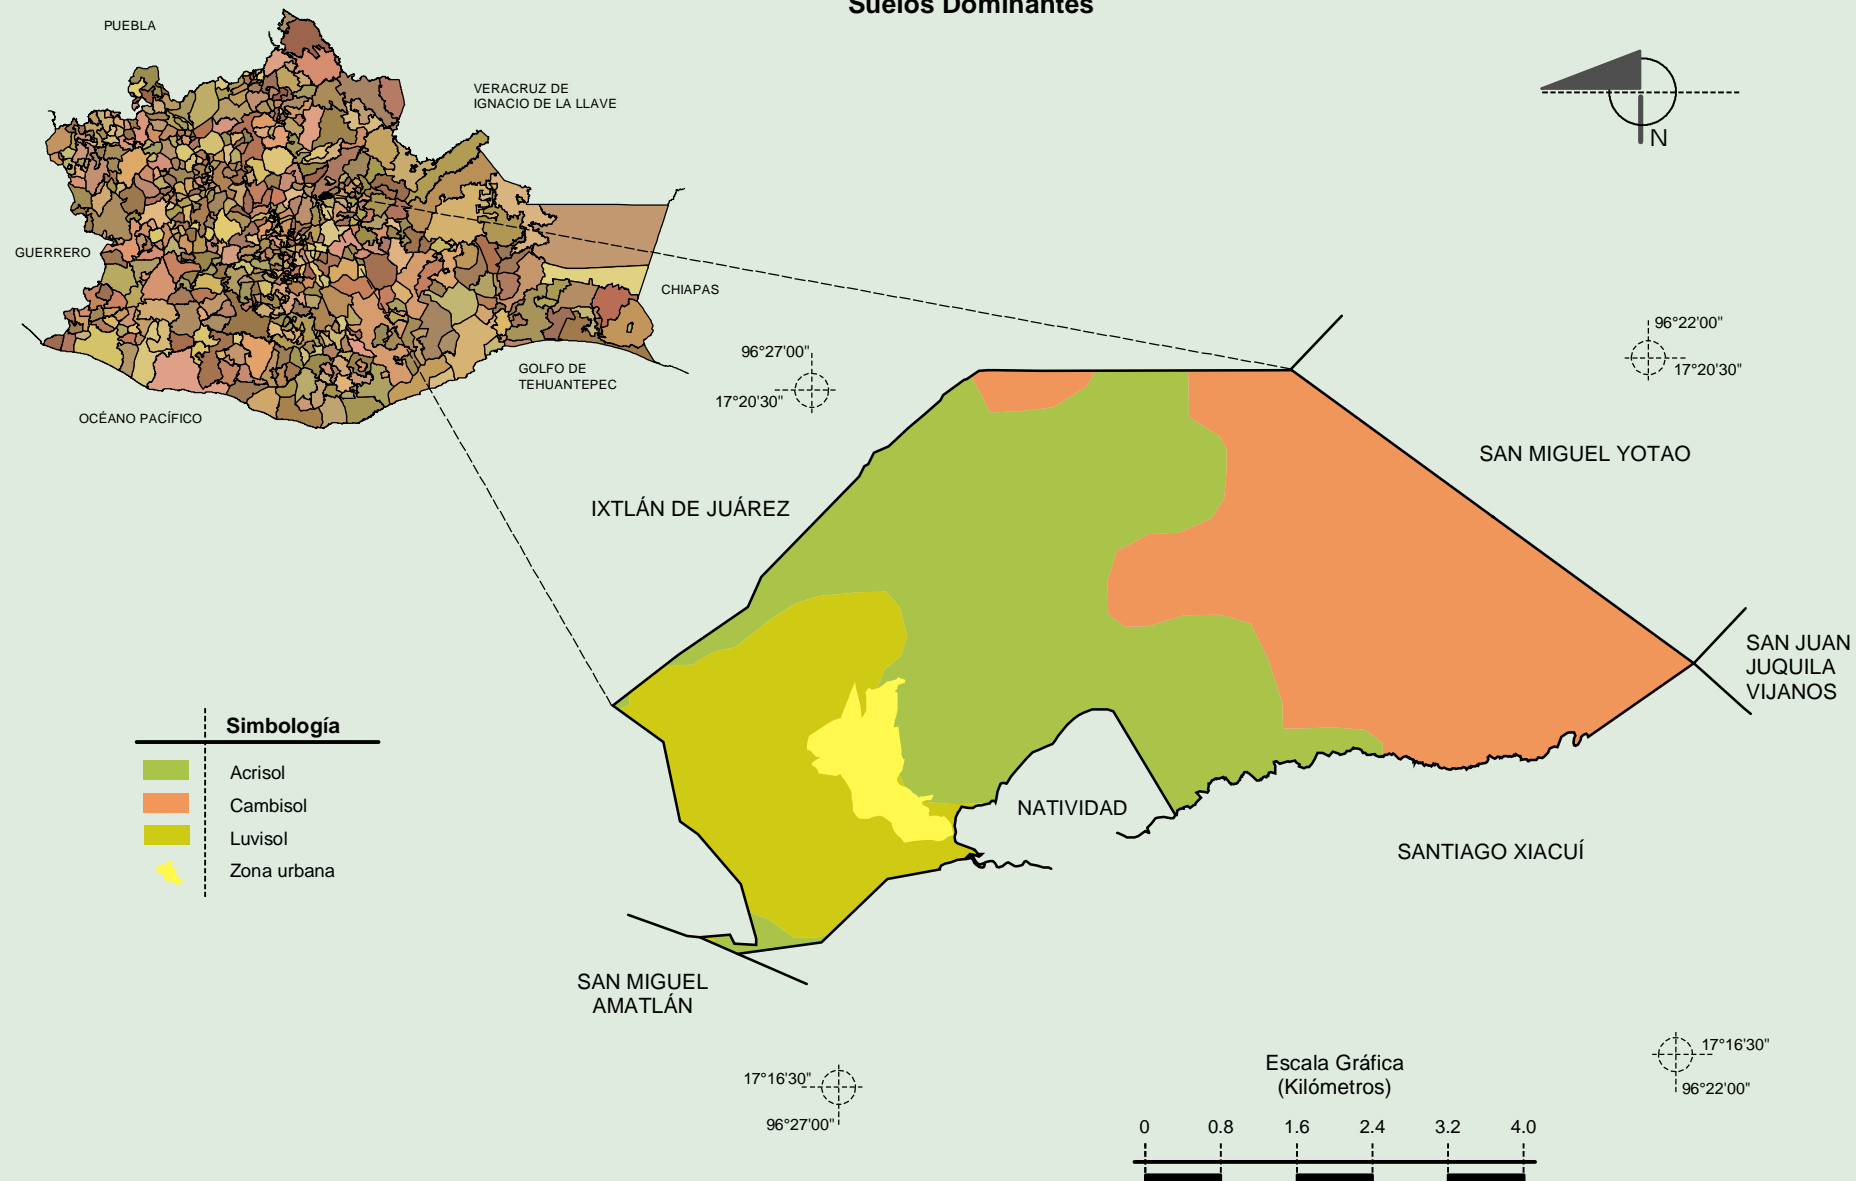 Suelos Dominantes
PUEBLA
VERACRUZ DE
IGNACIO DE LA LLAVE
N
GUERRERO
CHIAPAS
GOLFO DE
TEHUANTEPEC
OCÉANO PACÍFICO
96°27'00"
17°20'30"
96°22'00"
17°20'30"
SAN MIGUEL YOTAO
IXTLÁN DE JUÁREZ
SAN JUAN
JUQUILA
VIJANOS
Simbología
Acrisol
Cambisol
Luvisol
Zona urbana
NATIVIDAD
SANTIAGO XIACUÍ
SAN MIGUEL
AMATLÁN
17°16'30"
96°27'00"
17°16'30"
96°22'00"
Escala Gráfica
(Kilómetros)
0 0.8 1.6 2.4 3.2 4.0